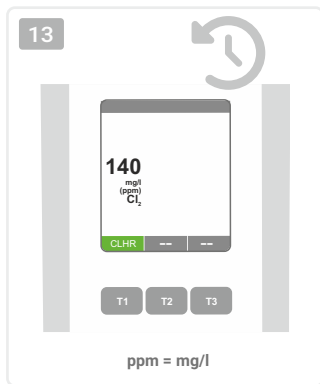 13
140
mg/l
(ppm)
Cl₂
CLHR -- --
T1 T2 T3
ppm = mg/l